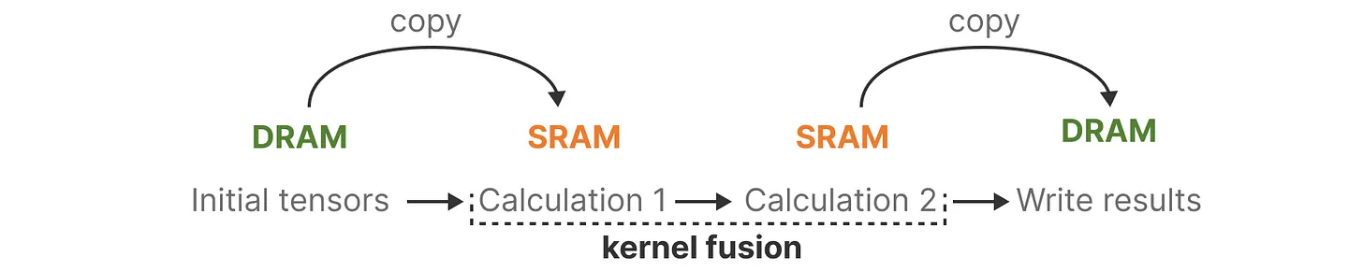 copy copy
DRAM SRAM SRAM DRAM
Initial tensors Calculation 1 Calculation 2 Write results
kernel fusion